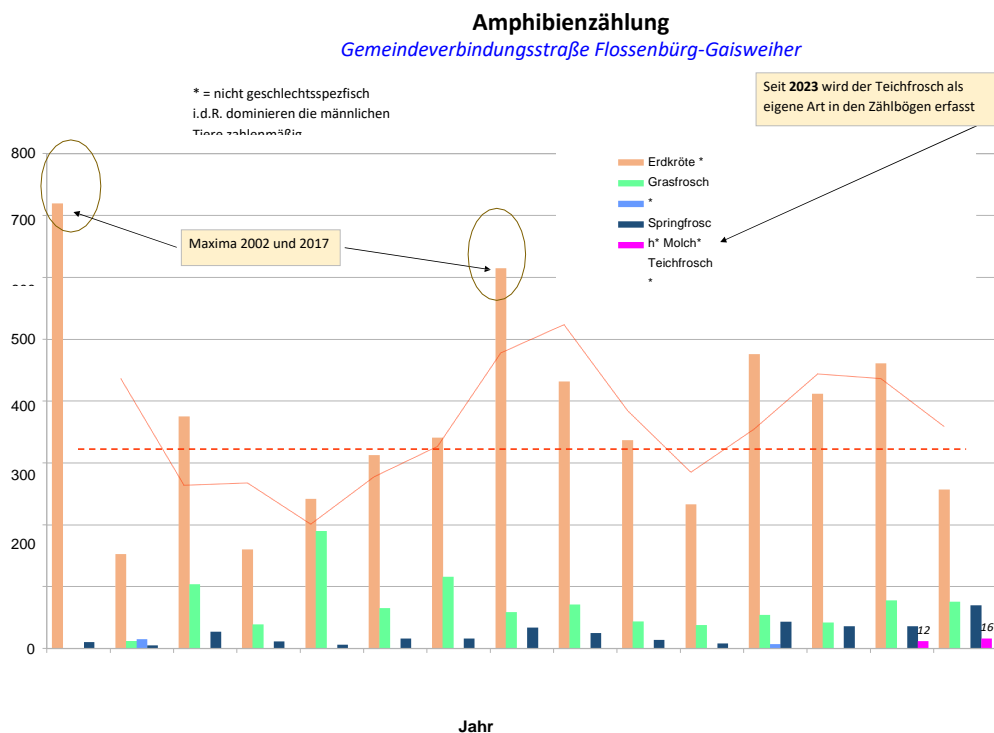 Amphibienzählung
Gemeindeverbindungsstraße Flossenbürg-Gaisweiher
* = nicht geschlechtsspezfisch
i.d.R. dominieren die männlichen
Tiere zahlenmäßig
Seit 2023 wird der Teichfrosch als
eigene Art in den Zählbögen erfasst
800
700
500
400
300
200
0
Maxima 2002 und 2017
Erdkröte *
Grasfrosch
*
Springfrosc
h* Molch*
Teichfrosch
*
12
16
Jahr